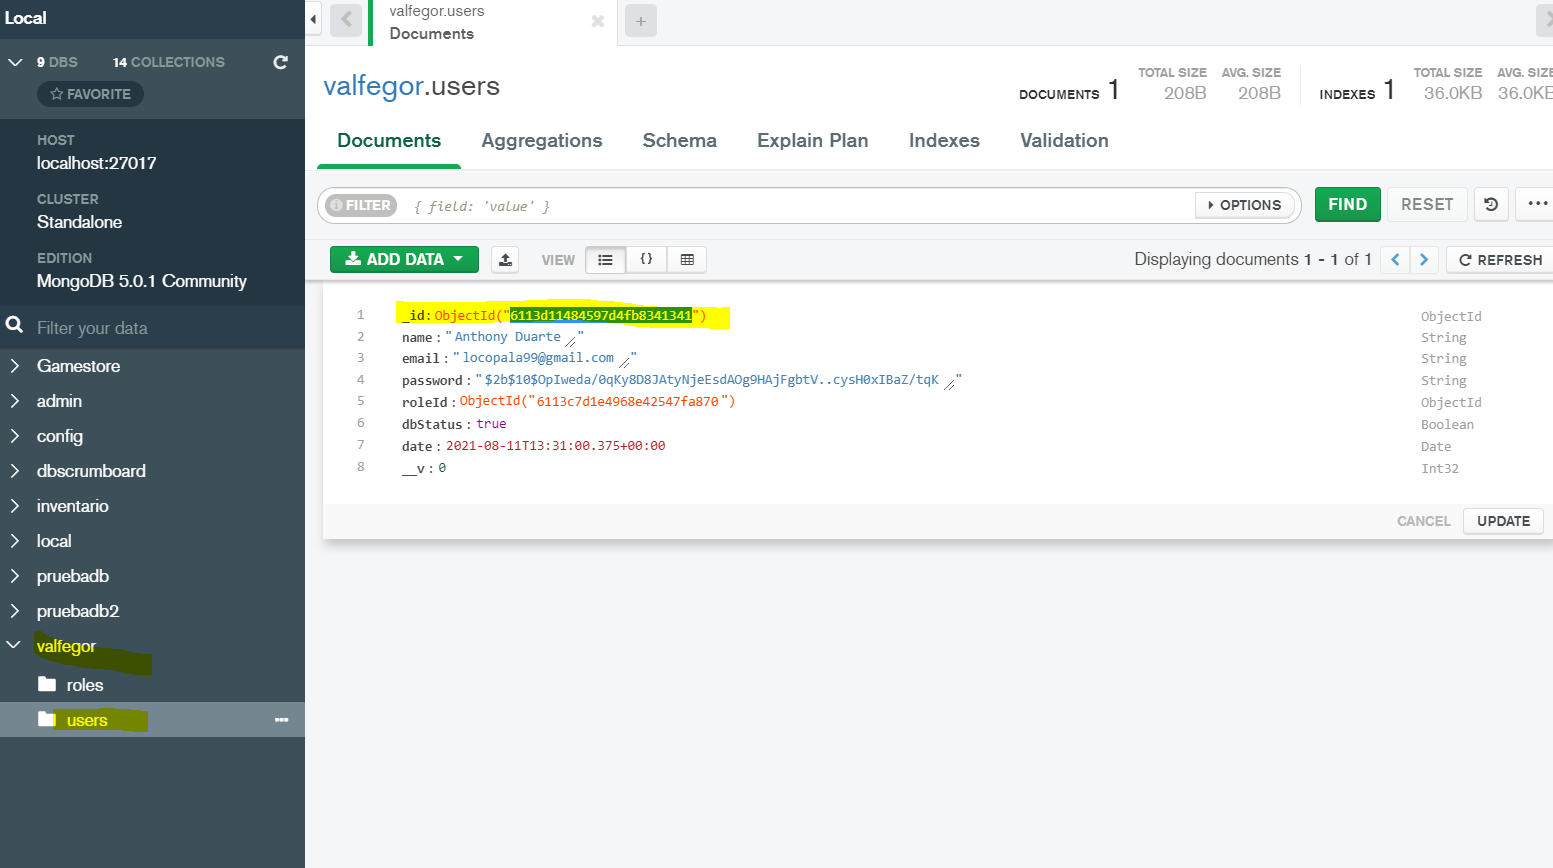 Local
9 DBS 14 COLLECTIONS
FAVORITE
HOST
localhost:27017
CLUSTER
Standalone
EDITION
MongoDB 5.0.1 Community
Filter your data
Gamestore
admin
config
dbscrumboard
inventario
local
pruebadb
pruebadb2
valfegor
roles
users
valfegor.users
Documents
valfegor.users
DOCUMENTS 1 TOTAL SIZE 208B AVG. SIZE 208B
INDEXES 1 TOTAL SIZE 36.0KB AVG. SIZE 36.0KB
Documents Aggregations Schema Explain Plan Indexes Validation
FILTER { field: 'value' } OPTIONS FIND RESET
ADD DATA VIEW {} Displaying documents 1 - 1 of 1 REFRESH
1 _id:ObjectId("6113d11484597d4fb8341341") ObjectId
2 name:"Anthony Duarte" String
3 email:"locopala99@gmail.com" String
4 password:"$2b$10$OpIweda/0qKy8D8JAtyNjeEsdAOg9HAjFgbtV..cysH0xIBaZ/tqK" String
5 roleId:ObjectId("6113c7d1e4968e42547fa870") ObjectId
6 dbStatus:true Boolean
7 date:2021-08-11T13:31:00.375+00:00 Date
8 __v:0 Int32
CANCEL UPDATE